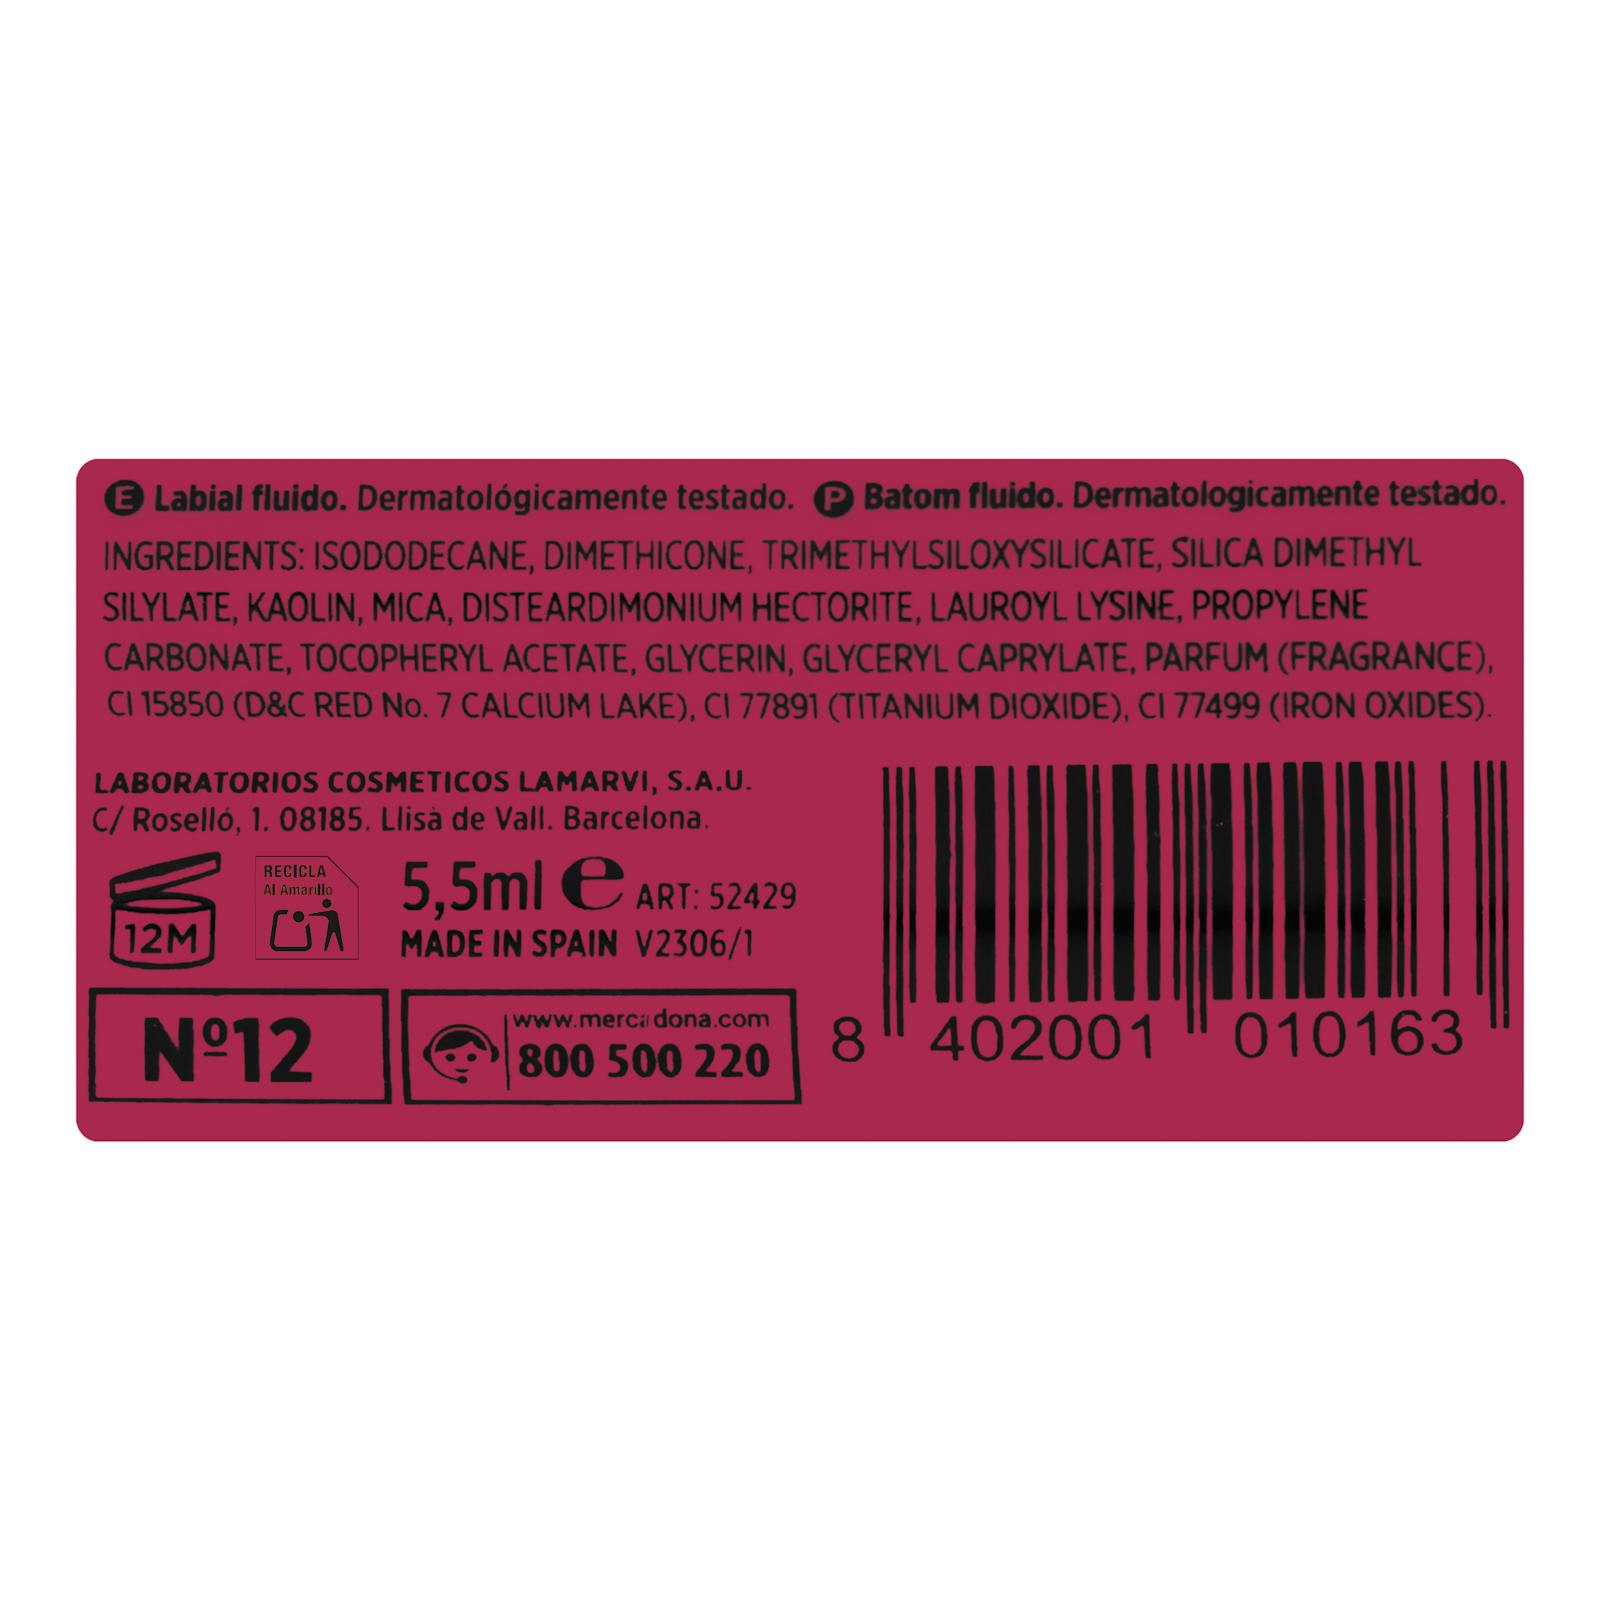 E Labial fluido. Dermatológicamente testado. P Batom fluido. Dermatologicamente testado.
INGREDIENTS: ISODODECANE, DIMETHICONE, TRIMETHYLSILOXYSILICATE, SILICA DIMETHYL
SILYLATE, KAOLIN, MICA, DISTEARDIMONIUM HECTORITE, LAUROYL LYSINE, PROPYLENE
CARBONATE, TOCOPHERYL ACETATE, GLYCERIN, GLYCERYL CAPRYLATE, PARFUM (FRAGRANCE),
CI 15850 (D&C RED No. 7 CALCIUM LAKE), CI 77891 (TITANIUM DIOXIDE), CI 77499 (IRON OXIDES).
LABORATORIOS COSMETICOS LAMARVI, S.A.U.
C/ Roselló, 1. 08185. Llisà de Vall. Barcelona.
12M
RECICLA
Al Amarillo
5,5ml e ART: 52429
MADE IN SPAIN V2306/1
Nº12
www.mercadona.com
800 500 220
8 402001 010163